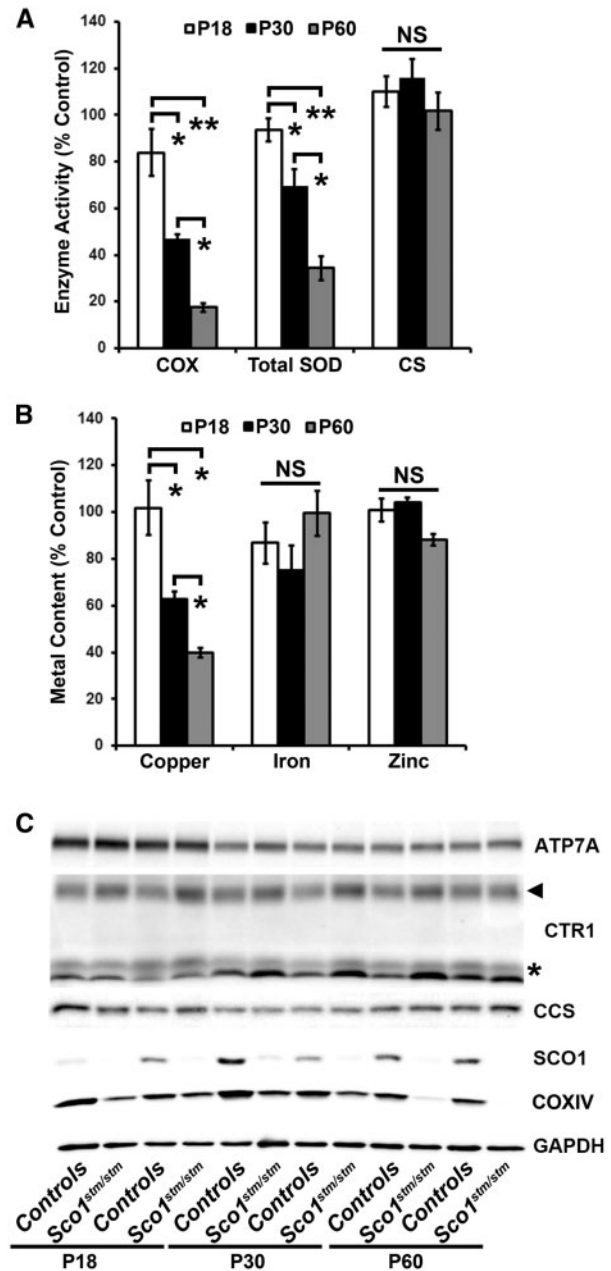 A
P18 P30 P60
140
120
100
80
60
40
20
0
Enzyme Activity (% Control)
* **
*
* **
*
NS
COX Total SOD CS
B
P18 P30 P60
140
120
100
80
60
40
20
0
Metal Content (% Control)
* *
*
NS
NS
Copper Iron Zinc
C
ATP7A
CTR1
*
CCS
SCO1
COXIV
GAPDH
Controls Sco1stm/stm Controls Sco1stm/stm Controls Sco1stm/stm Controls Sco1stm/stm Controls Sco1stm/stm
P18 P30 P60